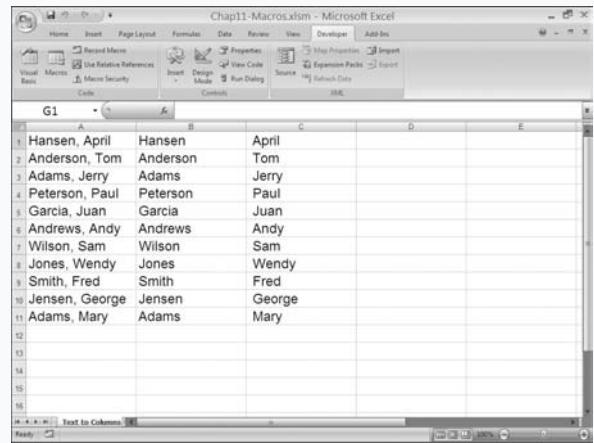 Chap11-Macros.xlsm - Microsoft Excel
Home Insert Page Layout Formulas Data Review View Developer Add-Ins
Visual Basic Macros Record Macro Use Relative References Macro Security Code
Insert Design Mode Properties View Code Run Dialog Controls
Source Map Properties Expansion Packs Refresh Data Import Export XML
G1 fx
A B C D E
1 Hansen, April Hansen April
2 Anderson, Tom Anderson Tom
3 Adams, Jerry Adams Jerry
4 Peterson, Paul Peterson Paul
5 Garcia, Juan Garcia Juan
6 Andrews, Andy Andrews Andy
7 Wilson, Sam Wilson Sam
8 Jones, Wendy Jones Wendy
9 Smith, Fred Smith Fred
10 Jensen, George Jensen George
11 Adams, Mary Adams Mary
12
13
14
15
16
Text to Columns
Ready 100%